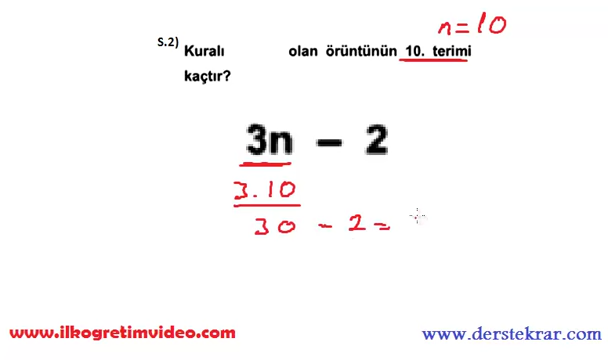 n = 10
S.2) Kuralı olan örüntünün 10. terimi
kaçtır?
3n – 2
3.10
30 - 2 =
www.ilkogretimvideo.com
www.derstekrar.com